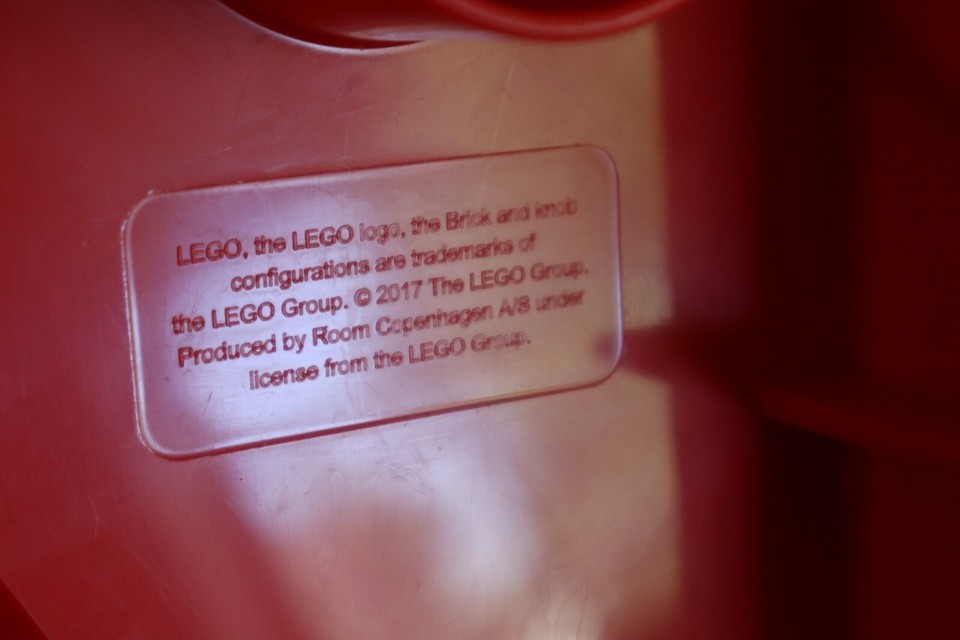 LEGO, the LEGO logo, the Brick and knob
configurations are trademarks of
the LEGO Group. © 2017 The LEGO Group.
Produced by Room Copenhagen A/S under
license from the LEGO Group.